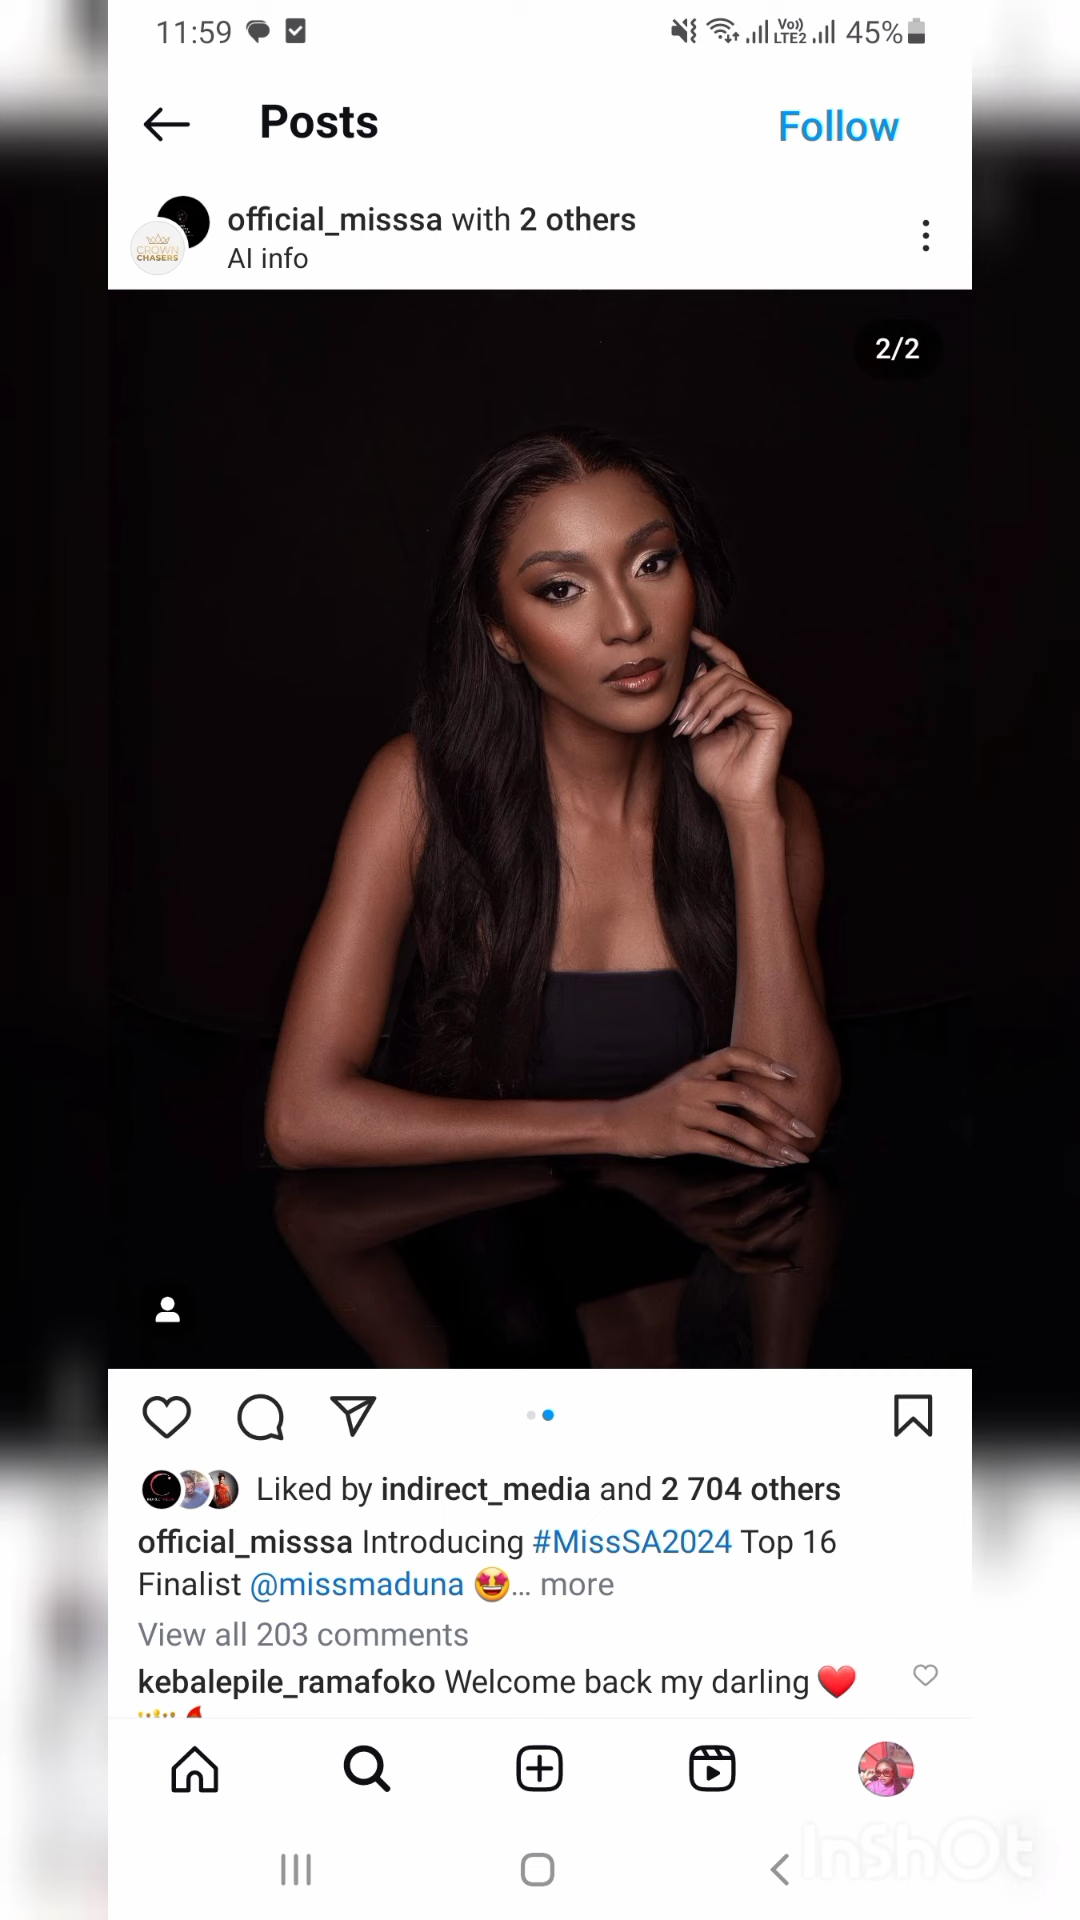 11:59
Vo))
LTE2
45%
Posts
Follow
official_misssa with 2 others
AI info
CROWN
CHASERS
2/2
Liked by indirect_media and 2 704 others
official_misssa Introducing #MissSA2024 Top 16
Finalist @missmaduna 🤩... more
View all 203 comments
kebalepile_ramafoko Welcome back my darling ❤️
InShOt